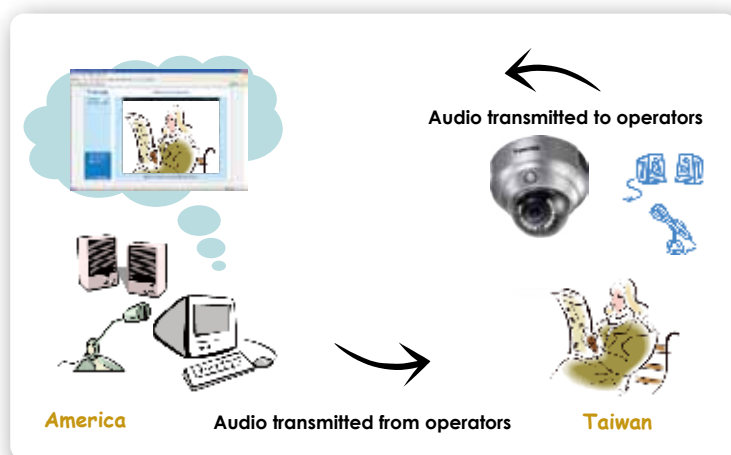 Audio transmitted to operators
America
Audio transmitted from operators
Taiwan